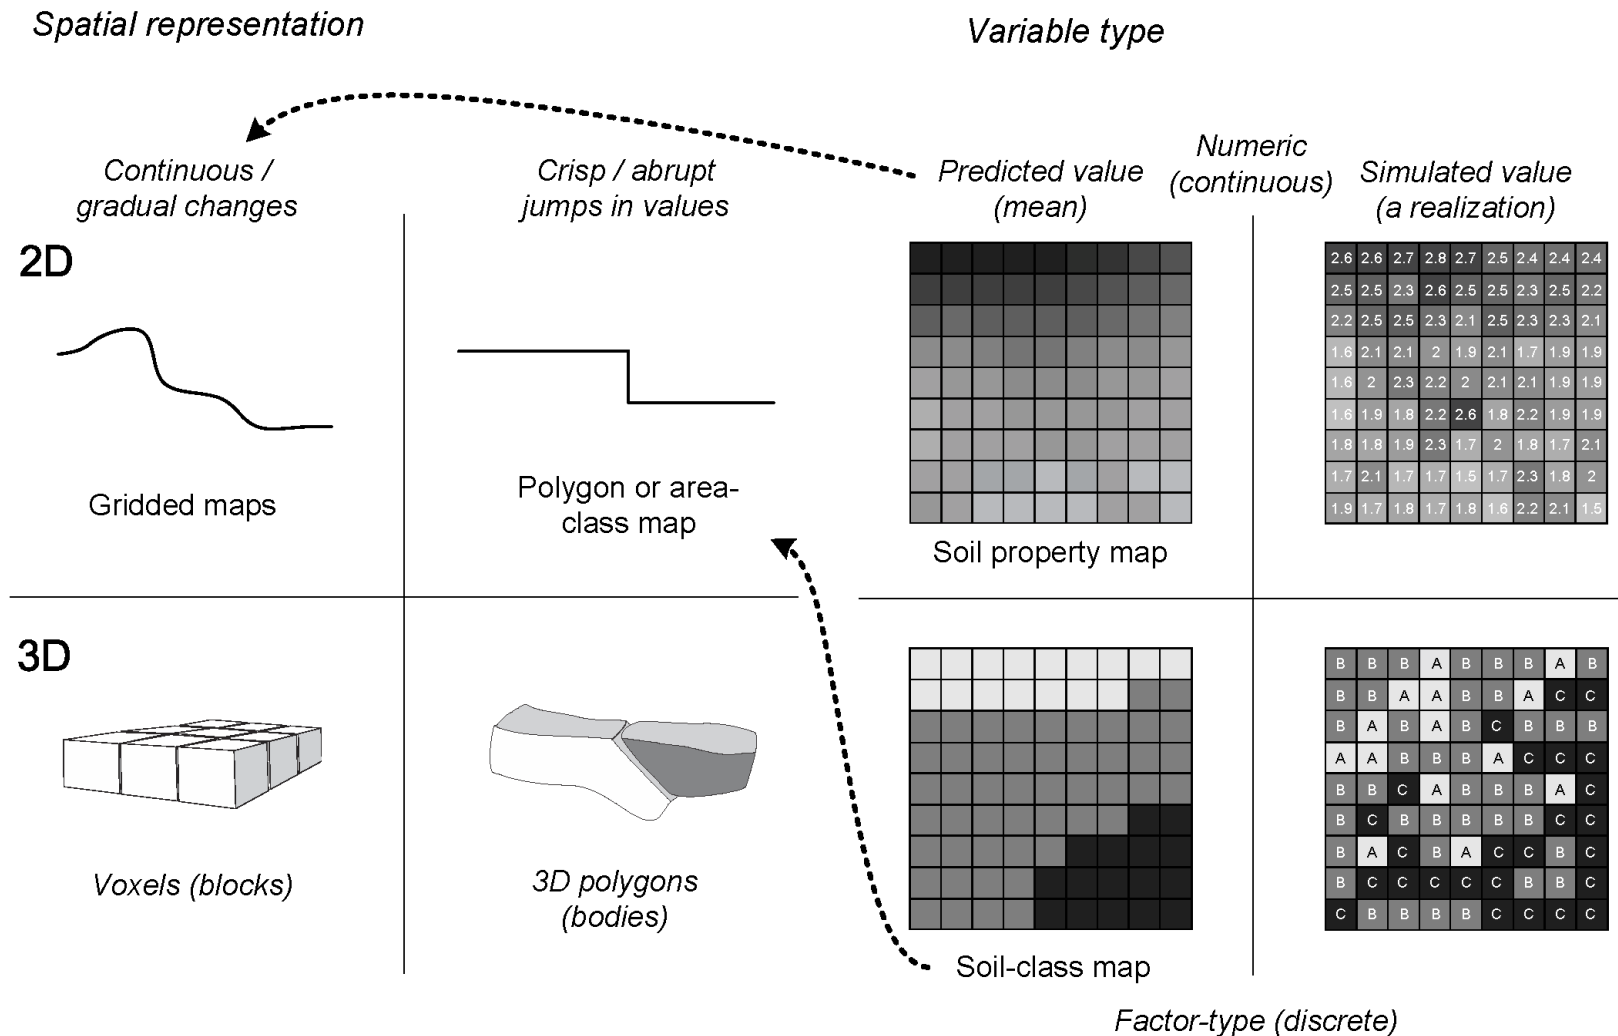 Spatial representation
Variable type
Continuous /
gradual changes
Crisp / abrupt
jumps in values
Predicted value
(mean)
Numeric
(continuous)
Simulated value
(a realization)
2D
Gridded maps
Polygon or area-
class map
Soil property map
2.6 2.6 2.7 2.8 2.7 2.5 2.4 2.4 2.4
2.5 2.5 2.3 2.6 2.5 2.5 2.3 2.5 2.2
2.2 2.5 2.5 2.3 2.1 2.5 2.3 2.3 2.1
1.6 2.1 2.1 2 1.9 2.1 1.7 1.9 1.9
1.6 2 2.3 2.2 2 2.1 2.1 1.9 1.9
1.6 1.9 1.8 2.2 2.6 1.8 2.2 1.9 1.9
1.8 1.8 1.9 2.3 1.7 2 1.8 1.7 2.1
1.7 2.1 1.7 1.7 1.5 1.7 2.3 1.8 2
1.9 1.7 1.8 1.7 1.8 1.6 2.2 2.1 1.5
3D
Voxels (blocks)
3D polygons
(bodies)
Soil-class map
B B B A B B B A B
B B A A B B A C C
B A B A B C B B B
A A B B B A C C C
B B C A B B B A C
B C B B B B B C C
B A C B A C C B C
B C C C C C B B C
C B B B B C C C C
Factor-type (discrete)